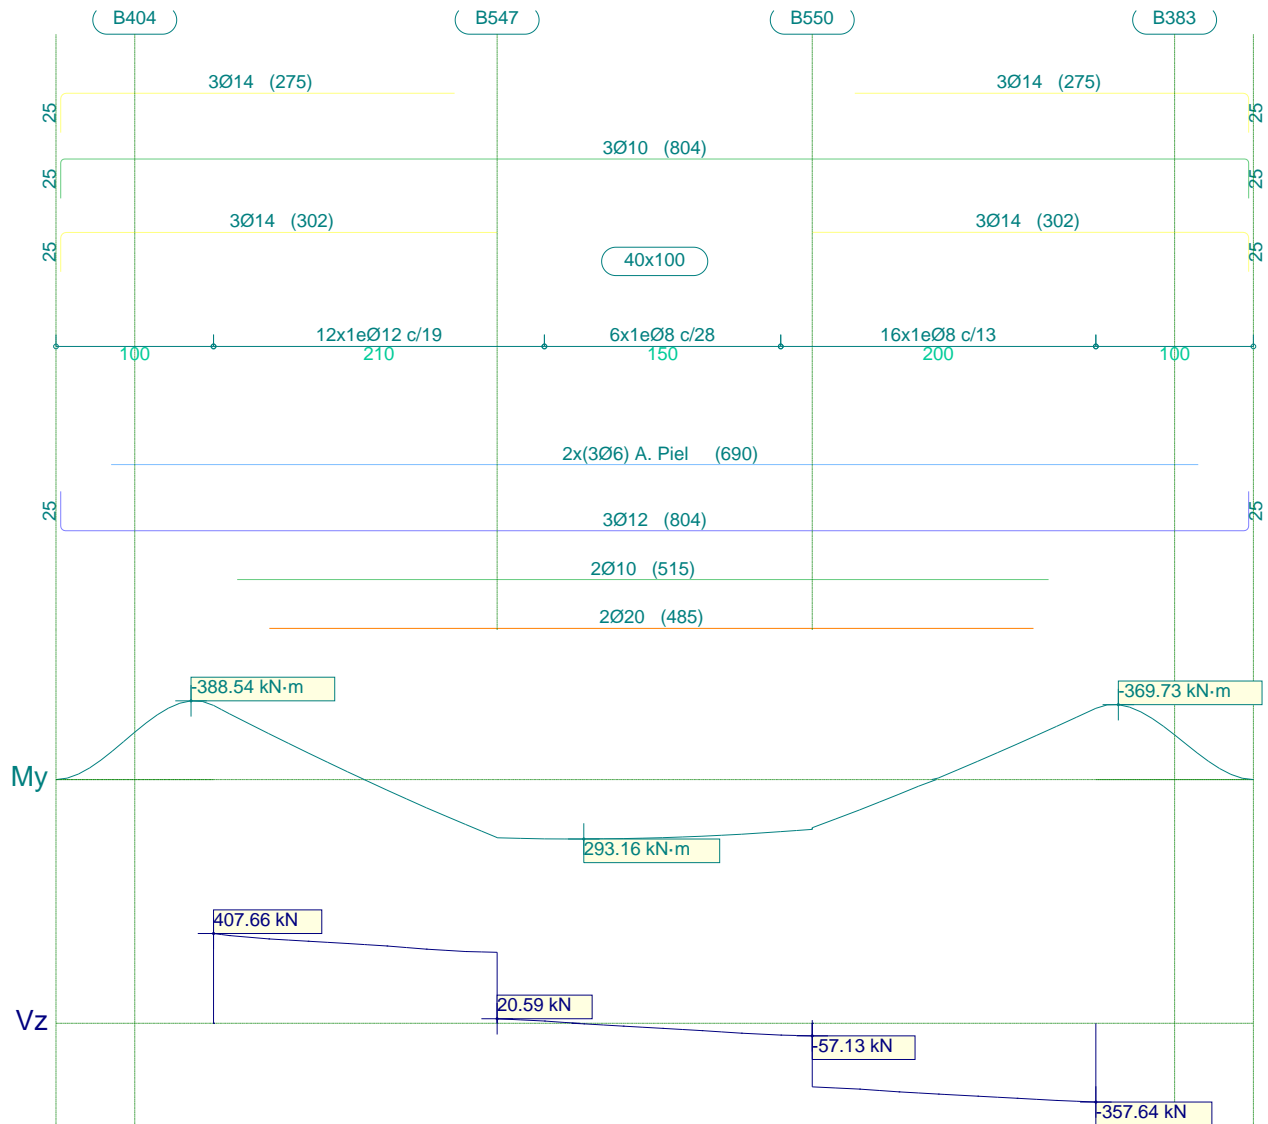 B404 B547 B550 B383
3Ø14 (275) 3Ø14 (275)
25 25
3Ø10 (804)
25 25
3Ø14 (302) 3Ø14 (302)
25 25
40x100
12x1eØ12 c/19 6x1eØ8 c/28 16x1eØ8 c/13
100 210 150 200 100
2x(3Ø6) A. Piel (690)
25 25
3Ø12 (804)
2Ø10 (515)
2Ø20 (485)
-388.54 kN·m -369.73 kN·m
My
293.16 kN·m
407.66 kN
20.59 kN
Vz
-57.13 kN
-357.64 kN